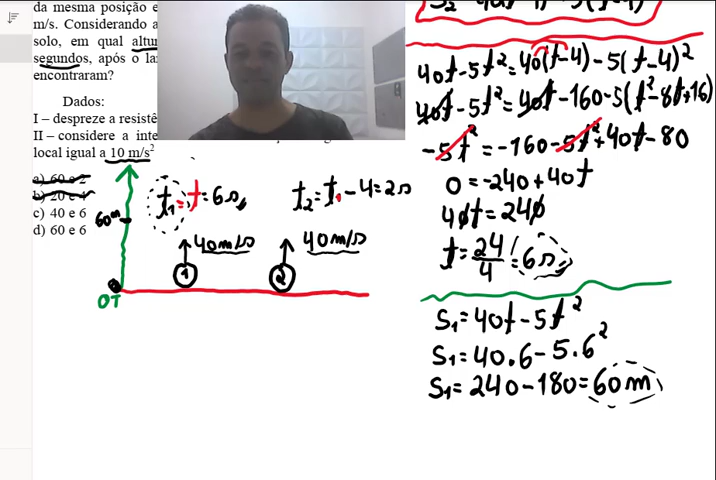 da mesma posição e
m/s. Considerando a
solo, em qual altu
segundos, após o la
encontraram?
Dados:
I – despreze a resistê
II – considere a inte
local igual a 10 m/s²
a) 60 e 2
b) 20 e 4
c) 40 e 6
d) 60 e 6
60m
OT
t₁=t=6s
t₂=t-4=2s
40m/s
40m/s
1
2
40t-5t²=40(t-4)-5(t-4)²
40t-5t²=40t-160-5(t²-8t+16)
-5t²=-160-5t²+40t-80
0=-240+40t
40t=240
t=24/4=6s
S₁=40t-5t²
S₁=40.6-5.6²
S₁=240-180=60m